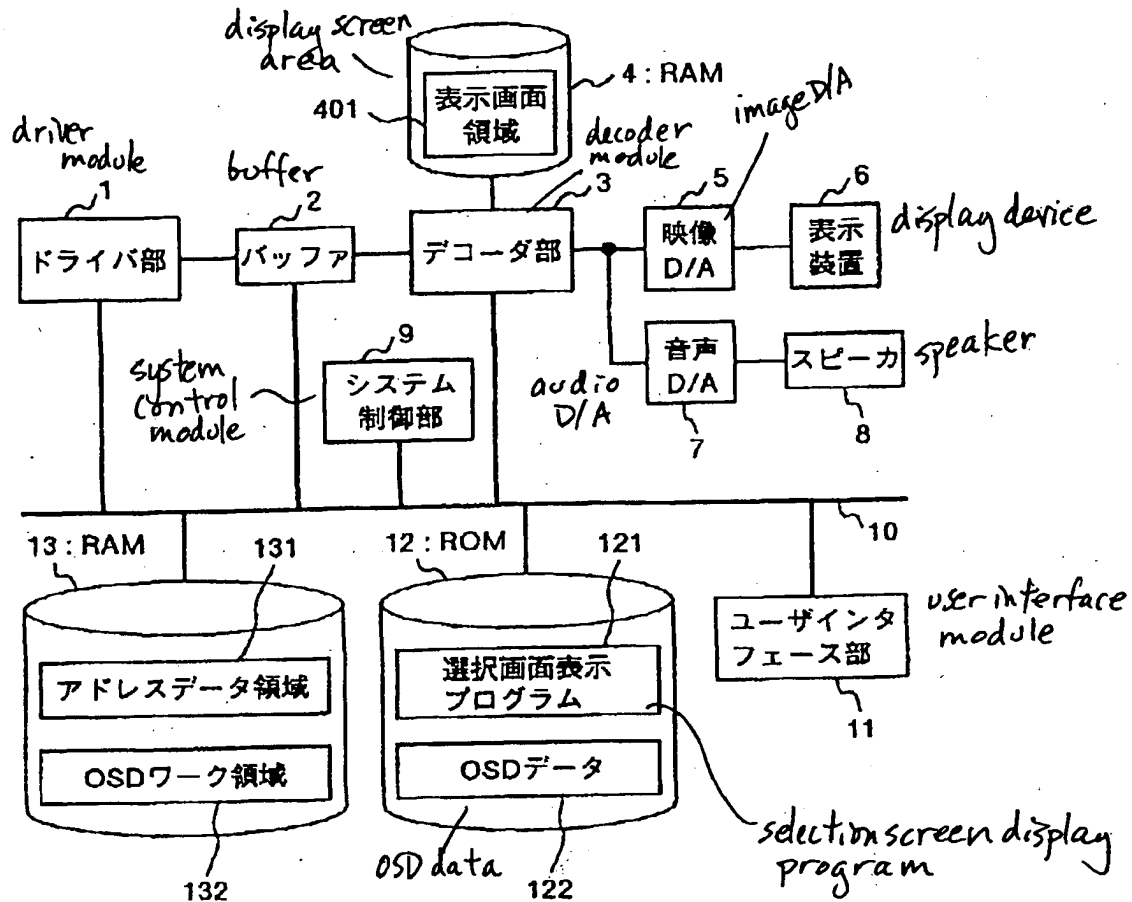 display screen
area
4 : RAM
401
表示画面
領域
image D/A
driver
module
1
ドライバ部
buffer
2
バッファ
decoder
module
3
デコーダ部
5
映像
D/A
6
表示
装置
display device
system
control
module
9
システム
制御部
audio
D/A
音声
D/A
7
スピーカ
8
speaker
10
13 : RAM
131
アドレスデータ領域
OSDワーク領域
132
12 : ROM
121
選択画面表示
プログラム
OSDデータ
122
OSD data
ユーザインタ
フェース部
11
user interface
module
selection screen display
program